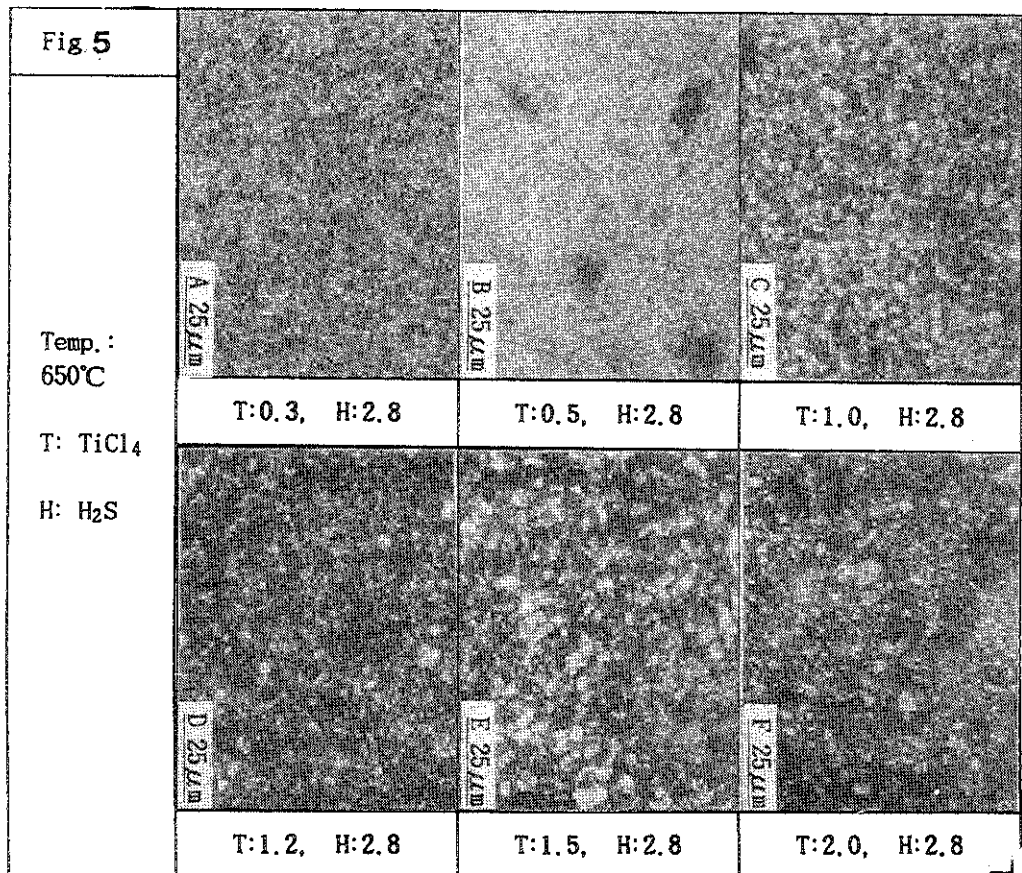 Fig.5
Temp.:
650℃
T: TiCl4
H: H2S
A 25μm
B 25μm
C 25μm
T:0.3, H:2.8
T:0.5, H:2.8
T:1.0, H:2.8
D 25μm
E 25μm
F 25μm
T:1.2, H:2.8
T:1.5, H:2.8
T:2.0, H:2.8